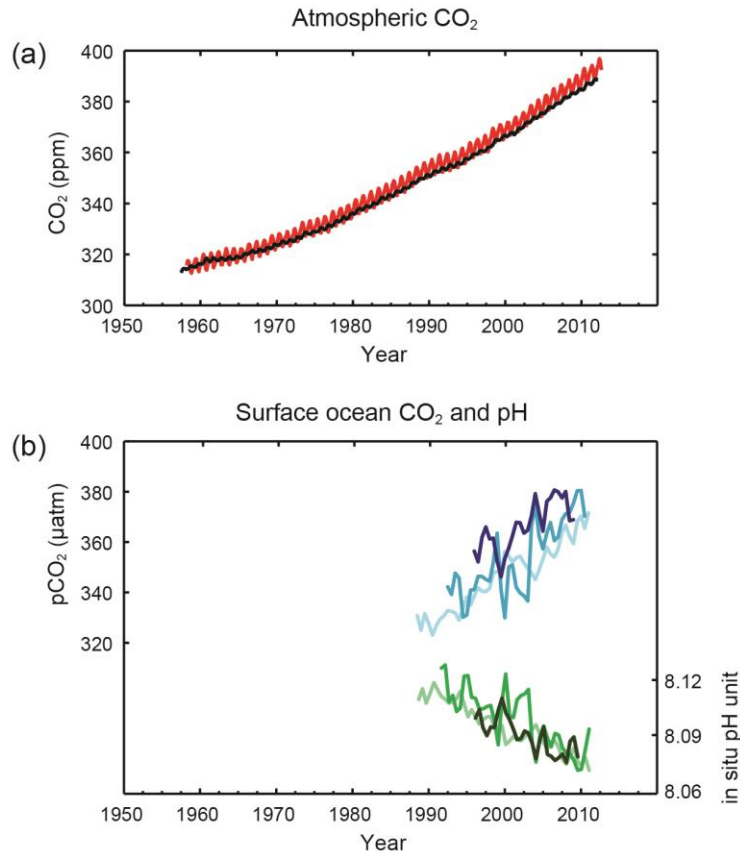 Atmospheric CO₂
(a)
CO₂ (ppm)
400
380
360
340
320
300
1950 1960 1970 1980 1990 2000 2010
Year
Surface ocean CO₂ and pH
(b)
pCO₂ (µatm)
400
380
360
340
320
8.12
8.09
8.06
in situ pH unit
1950 1960 1970 1980 1990 2000 2010
Year